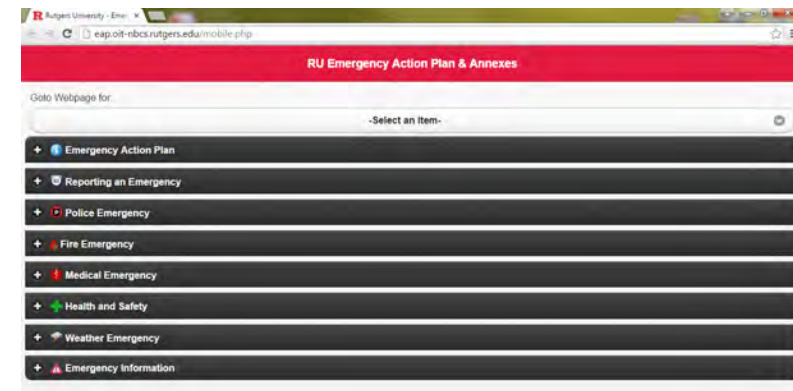 R Rutgers University - Emer ×
eap.oit-nbcs.rutgers.edu/mobile.php
RU Emergency Action Plan & Annexes
Goto Webpage for:
-Select an Item-
+ Emergency Action Plan
+ Reporting an Emergency
+ Police Emergency
+ Fire Emergency
+ Medical Emergency
+ Health and Safety
+ Weather Emergency
+ Emergency Information